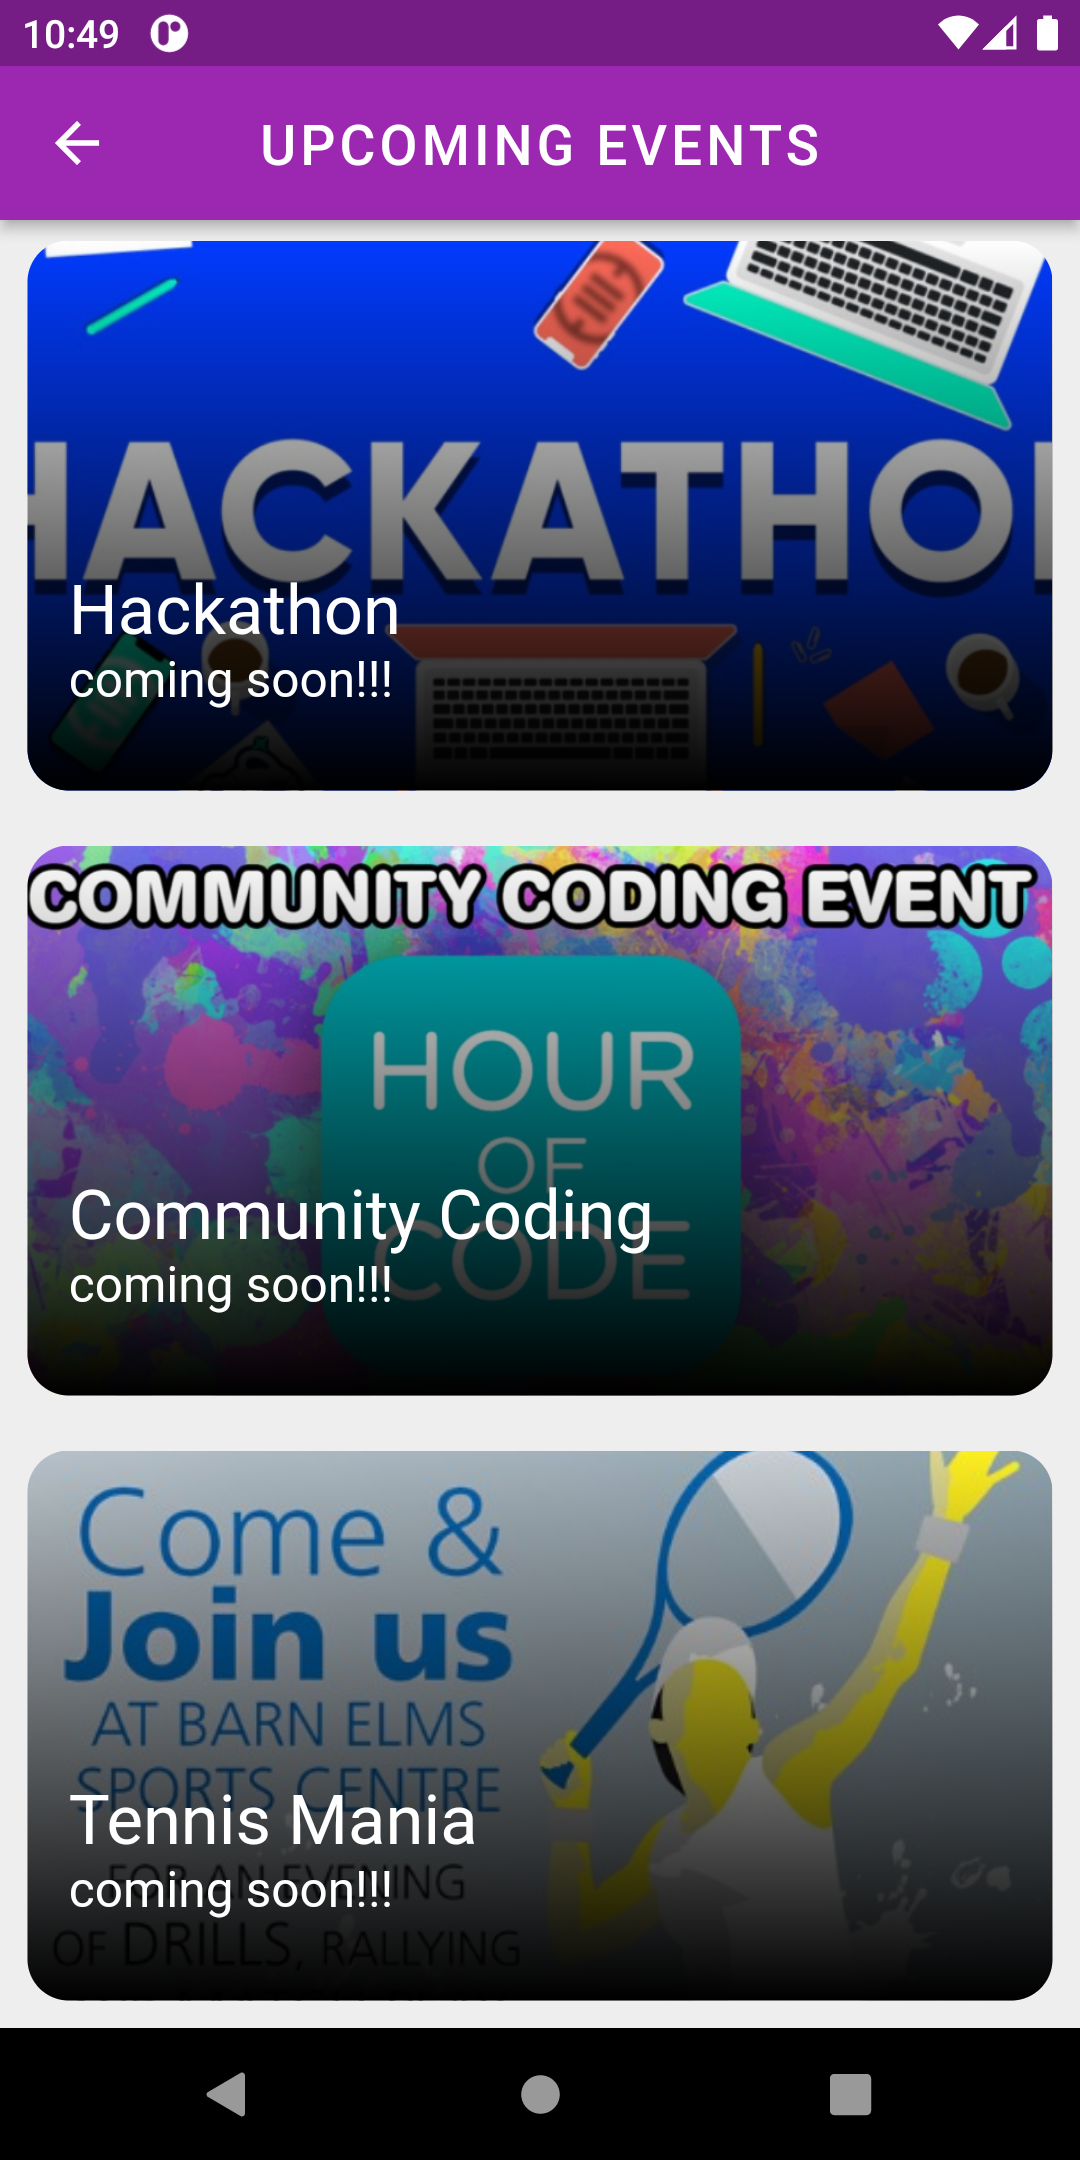 10:49
UPCOMING EVENTS
HACKATHON
Hackathon
coming soon!!!
COMMUNITY CODING EVENT
HOUR
OF
CODE
Community Coding
coming soon!!!
Come &
Join us
AT BARN ELMS
SPORTS CENTRE
Tennis Mania
FOR AN EVENING
coming soon!!!
OF DRILLS, RALLYING